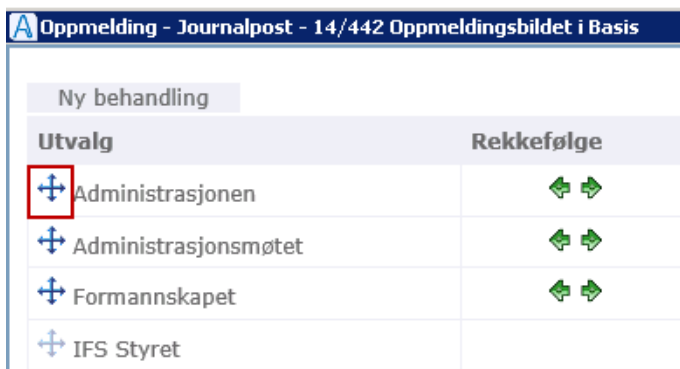 Oppmelding - Journalpost - 14/442 Oppmeldingsbildet i Basis
Ny behandling
Utvalg Rekkefølge
Administrasjonen
Administrasjonsmøtet
Formannskapet
IFS Styret